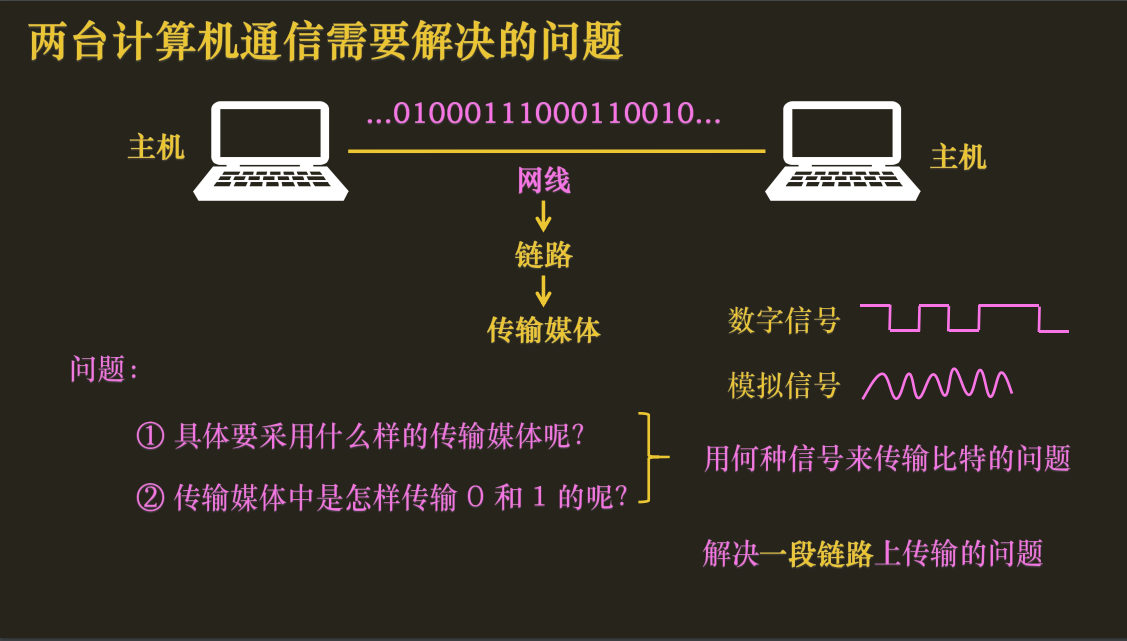 两台计算机通信需要解决的问题
...010001110001100010...
主机
主机
网线
链路
传输媒体
数字信号
模拟信号
问题:
① 具体要采用什么样的传输媒体呢?
② 传输媒体中是怎样传输 0 和 1 的呢?
用何种信号来传输比特的问题
解决一段链路上传输的问题